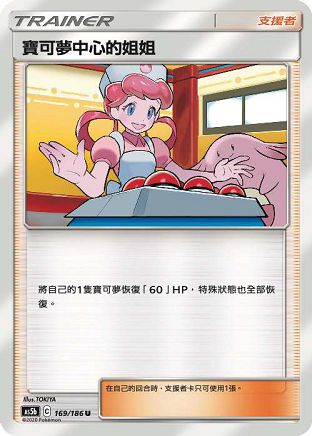 TRAINER
支援者
寶可夢中心的姐姐
將自己的1隻寶可夢恢復「60」HP,特殊狀態也全部恢
復。
Illus.TOKIYA
在自己的回合時,支援者卡只可使用1張。
AS5b C 169/186 U
©2020 Pokémon